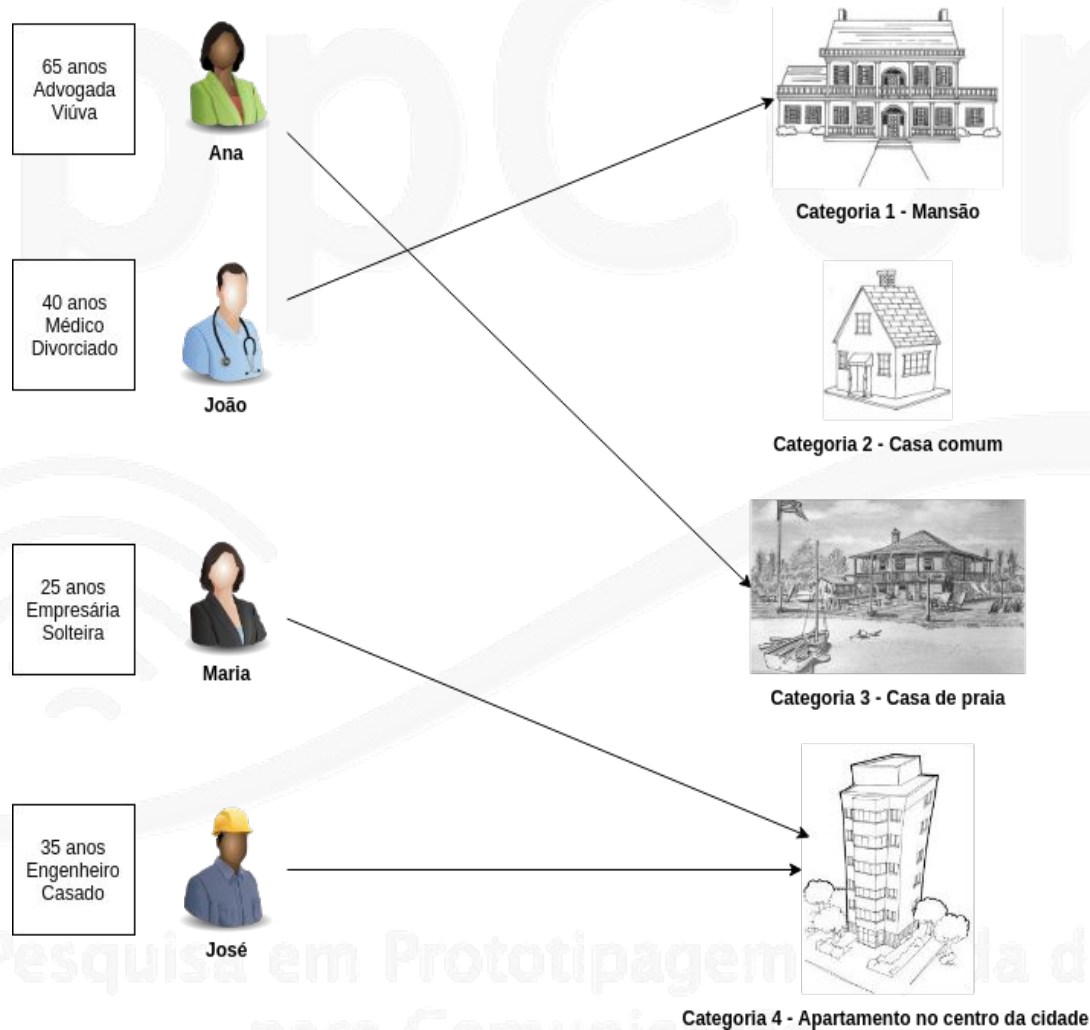 65 anos
Advogada
Viúva
Ana
Categoria 1 - Mansão
40 anos
Médico
Divorciado
João
Categoria 2 - Casa comum
25 anos
Empresária
Solteira
Maria
Categoria 3 - Casa de praia
35 anos
Engenheiro
Casado
José
Categoria 4 - Apartamento no centro da cidade
Pesquisa em Prototipagem